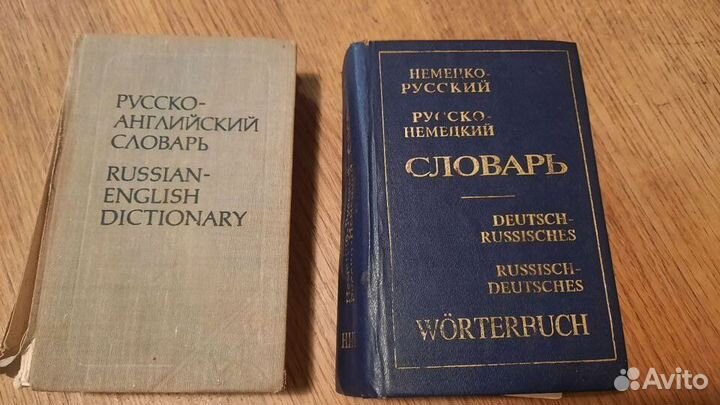 РУССКО-
АНГЛИЙСКИЙ
СЛОВАРЬ
RUSSIAN-
ENGLISH
DICTIONARY
НЕМЕЦКО-
РУССКИЙ
РУССКО-
НЕМЕЦКИЙ
СЛОВАРЬ
DEUTSCH-
RUSSISCHES
RUSSISCH-
DEUTSCHES
WÖRTERBUCH
Avito